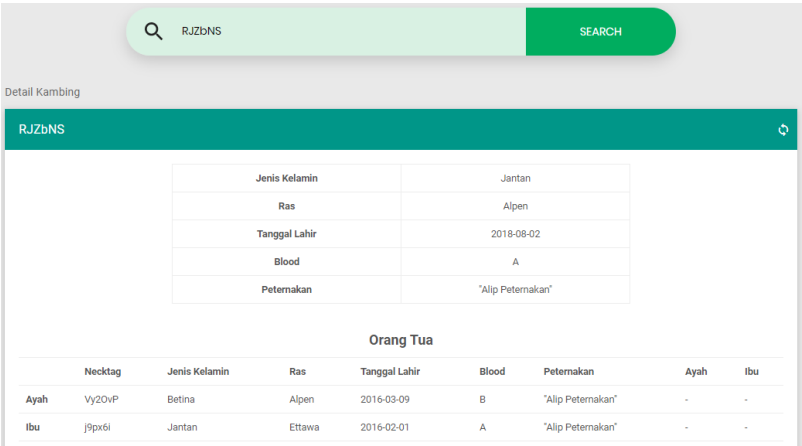 RJZbNS SEARCH
Detail Kambing
RJZbNS
Jenis Kelamin Jantan
Ras Alpen
Tanggal Lahir 2018-08-02
Blood A
Peternakan "Alip Peternakan"
Orang Tua
Necktag Jenis Kelamin Ras Tanggal Lahir Blood Peternakan Ayah Ibu
Ayah Vy2OvP Betina Alpen 2016-03-09 B "Alip Peternakan" - -
Ibu j9px6i Jantan Ettawa 2016-02-01 A "Alip Peternakan" - -